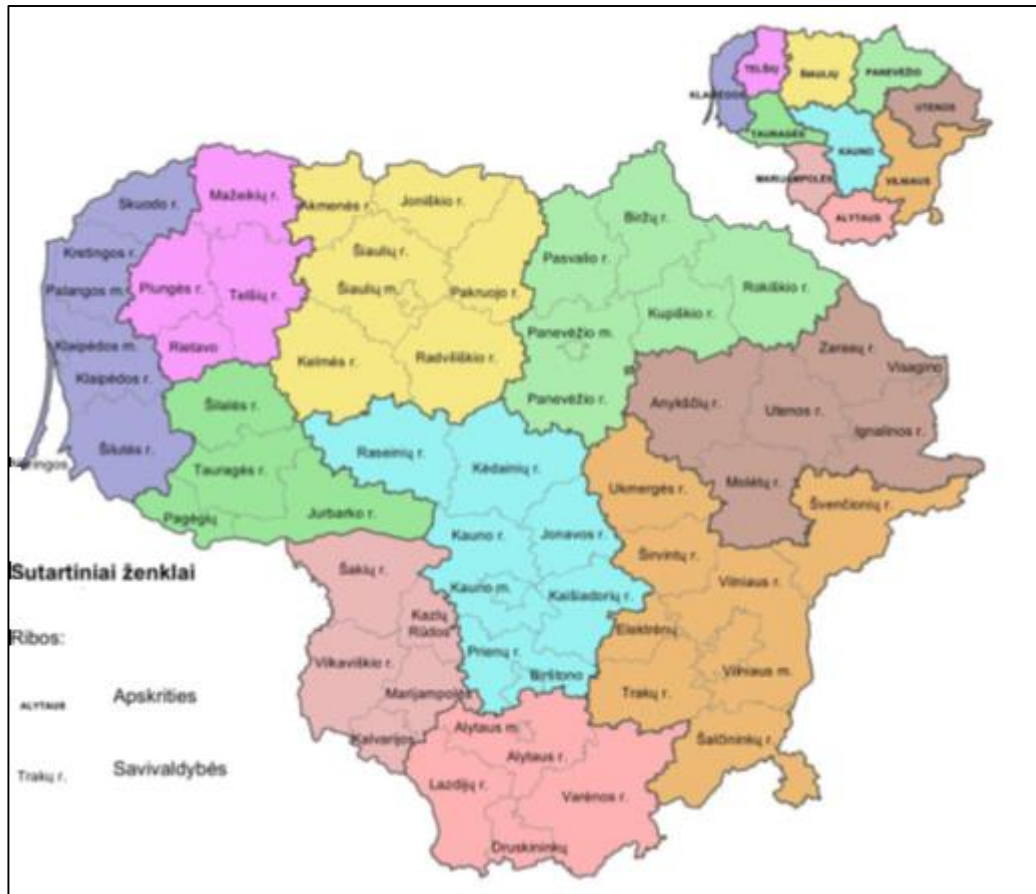 TELŠIŲ
ŠIAULIŲ
PANEVĖŽIO
KLAIPĖDOS
UTENOS
TAURAGĖS
KAUNO
MARIJAMPOLĖS
VILNIAUS
ALYTAUS
Skuodo r.
Mažeikių r.
Akmenės r.
Joniškio r.
Biržų r.
Kretingos r.
Šiaulių r.
Pasvalio r.
Palangos m.
Plungės r.
Telšių r.
Šiaulių m.
Pakruojo r.
Rokiškio r.
Kupiškio r.
Klaipėdos m.
Rietavo
Panevėžio m.
Zarasų r.
Kelmės r.
Radviliškio r.
Visagino
Klaipėdos r.
Panevėžio r.
Anykščių r.
Utenos r.
Šilalės r.
Ignalinos r.
Šilutės r.
Neringos
Tauragės r.
Raseinių r.
Kėdainių r.
Molėtų r.
Ukmergės r.
Švenčionių r.
Pagėgių
Jurbarko r.
Kauno r.
Jonavos r.
Širvintų r.
Sutartiniai ženklai
Šakių r.
Vilniaus r.
Kauno m.
Kaišiadorių r.
Kazlų
Rūdos
Elektrėnų
Ribos:
Prienų r.
Vilkaviškio r.
Birštono
Vilniaus m.
Marijampolės
Trakų r.
ALYTAUS Apskrities
Alytaus m.
Kalvarijos
Šalčininkų r.
Alytaus r.
Trakų r. Savivaldybės
Lazdijų r.
Varėnos r.
Druskininkų